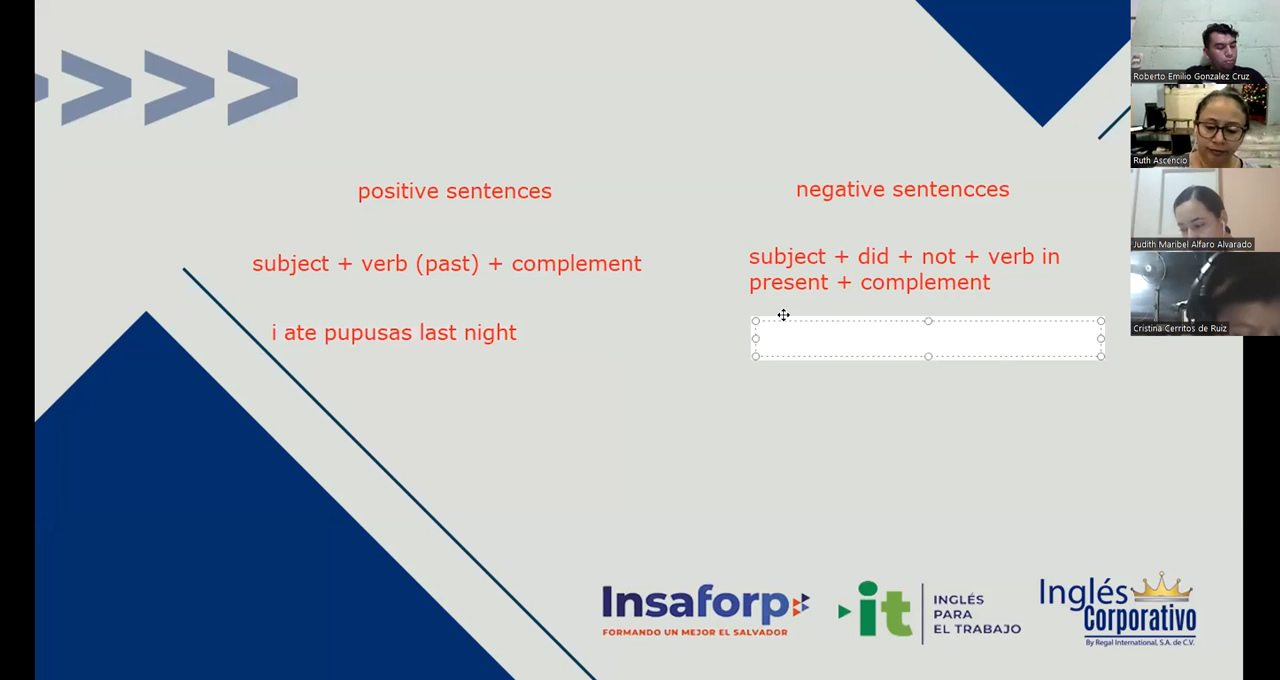 positive sentences
negative sentencces
subject + verb (past) + complement
subject + did + not + verb in
present + complement
i ate pupusas last night
Roberto Emilio Gonzalez Cruz
Ruth Ascencio
Judith Maribel Alfaro Alvarado
Cristina Cerritos de Ruiz
Insaforp
FORMANDO UN MEJOR EL SALVADOR
it
INGLÉS
PARA
EL TRABAJO
Inglés
Corporativo
By Regal International, S.A. de C.V.